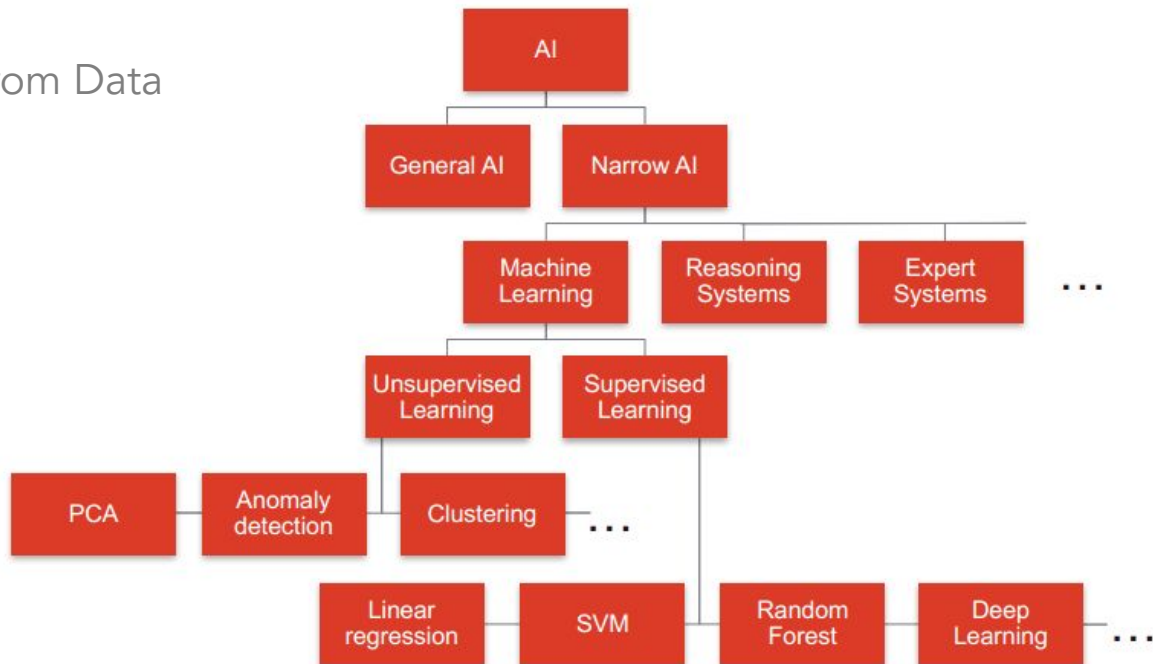 AI
om Data
General AI
Narrow AI
Machine
Learning
Reasoning
Systems
Expert
Systems
...
Unsupervised
Learning
Supervised
Learning
PCA
Anomaly
detection
Clustering
...
Linear
regression
SVM
Random
Forest
Deep
Learning
...